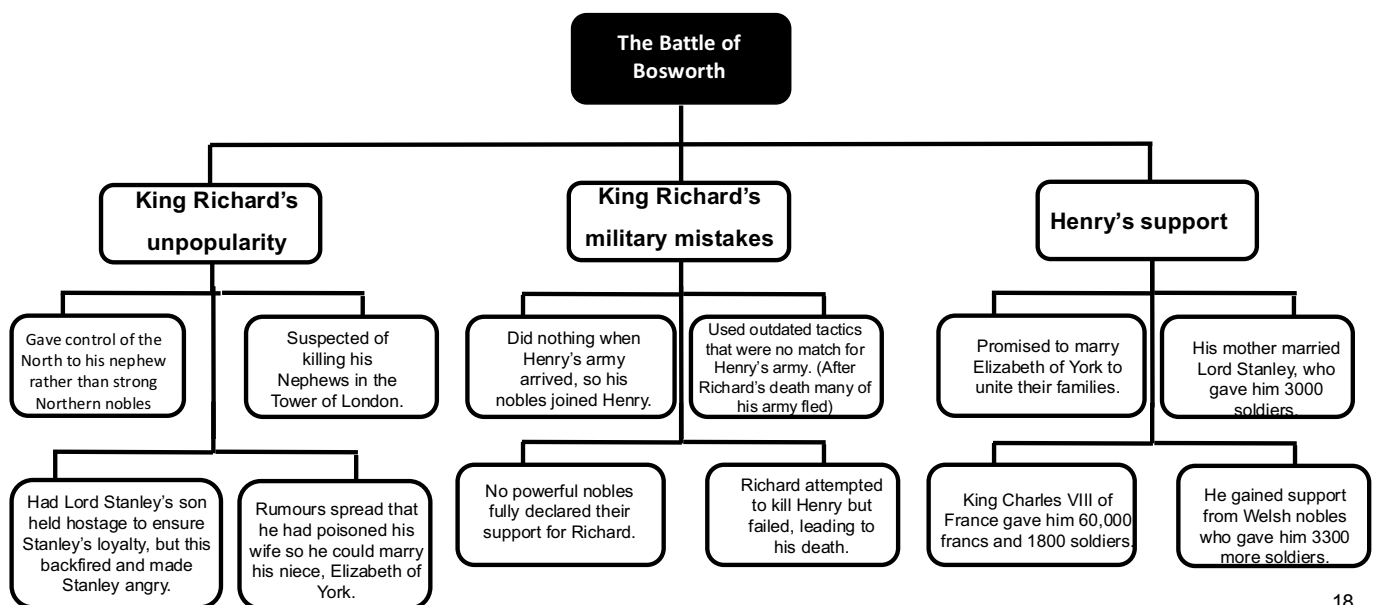 The Battle of
Bosworth
King Richard’s
unpopularity
King Richard’s
military mistakes
Henry’s support
Gave control of the
North to his nephew
rather than strong
Northern nobles
Suspected of
killing his
Nephews in the
Tower of London.
Had Lord Stanley’s son
held hostage to ensure
Stanley’s loyalty, but this
backfired and made
Stanley angry.
Rumours spread that
he had poisoned his
wife so he could marry
his niece, Elizabeth of
York.
Did nothing when
Henry’s army
arrived, so his
nobles joined Henry.
Used outdated tactics
that were no match for
Henry’s army. (After
Richard’s death many of
his army fled)
No powerful nobles
fully declared their
support for Richard.
Richard attempted
to kill Henry but
failed, leading to
his death.
Promised to marry
Elizabeth of York to
unite their families.
His mother married
Lord Stanley, who
gave him 3000
soldiers.
King Charles VIII of
France gave him 60,000
francs and 1800 soldiers.
He gained support
from Welsh nobles
who gave him 3300
more soldiers.
18